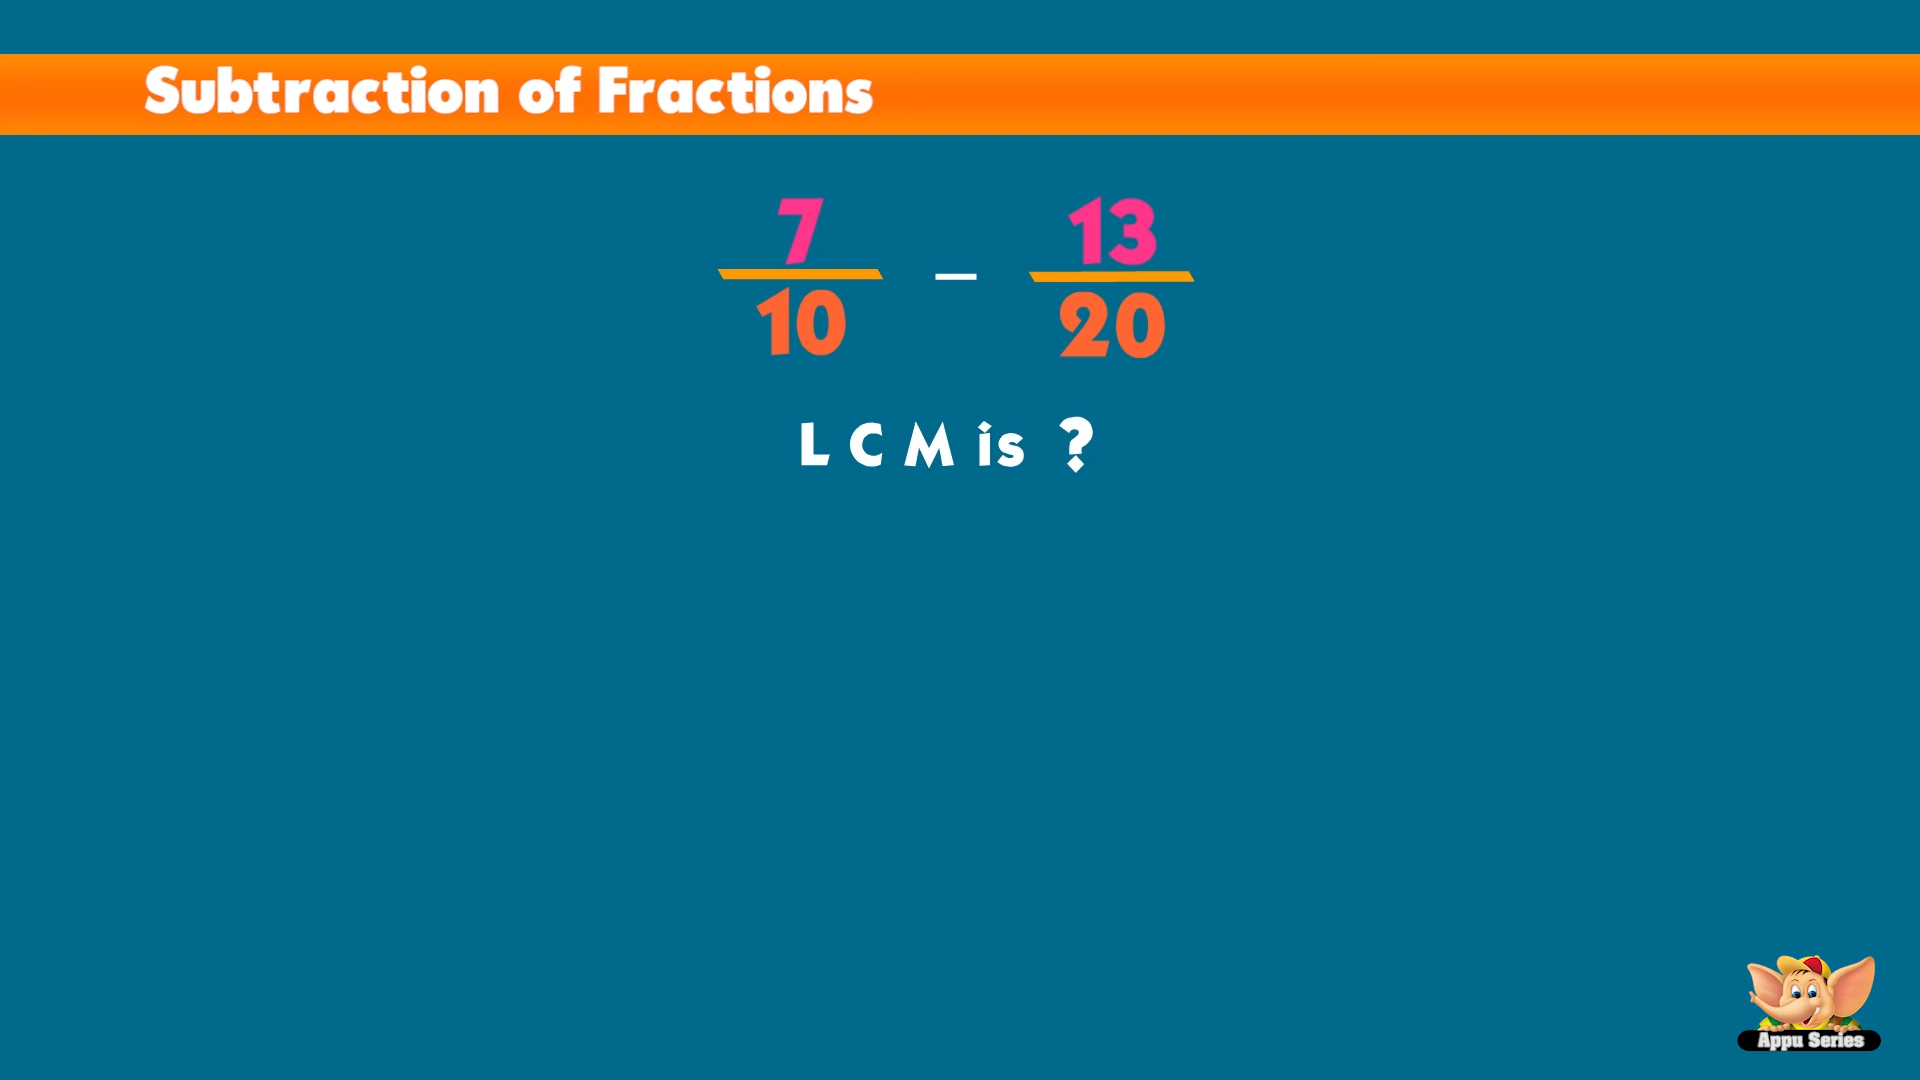 Subtraction of Fractions
7 13
— 
10 20
L C M is ?
Appu Series